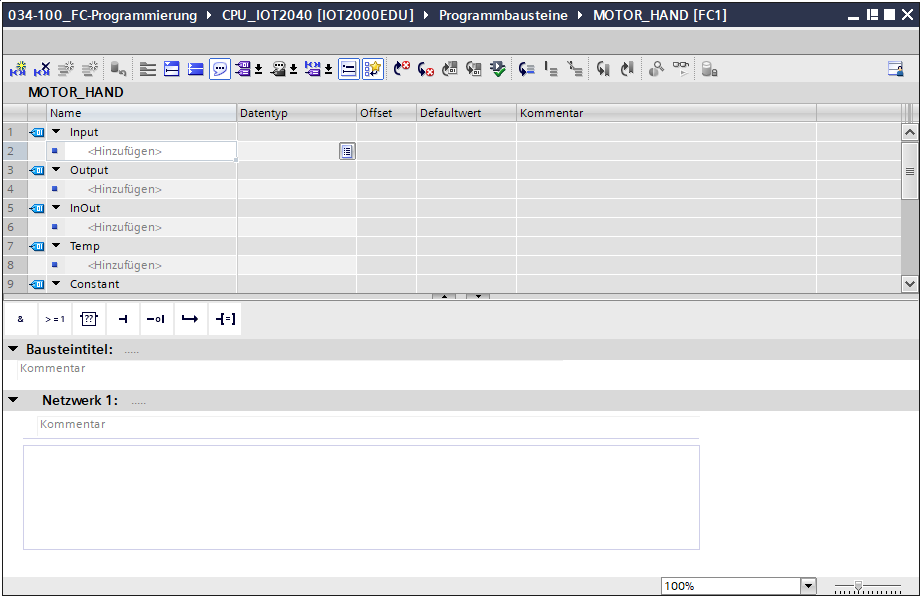 034-100_FC-Programmierung CPU_IOT2040 [IOT2000EDU] Programmbausteine MOTOR_HAND [FC1]
MOTOR_HAND
Name Datentyp Offset Defaultwert Kommentar
1 Input
2 <Hinzufügen>
3 Output
4 <Hinzufügen>
5 InOut
6 <Hinzufügen>
7 Temp
8 <Hinzufügen>
9 Constant
& >=1 ?? -| -o| [=]
Bausteintitel: .....
Kommentar
Netzwerk 1: .....
Kommentar
100%